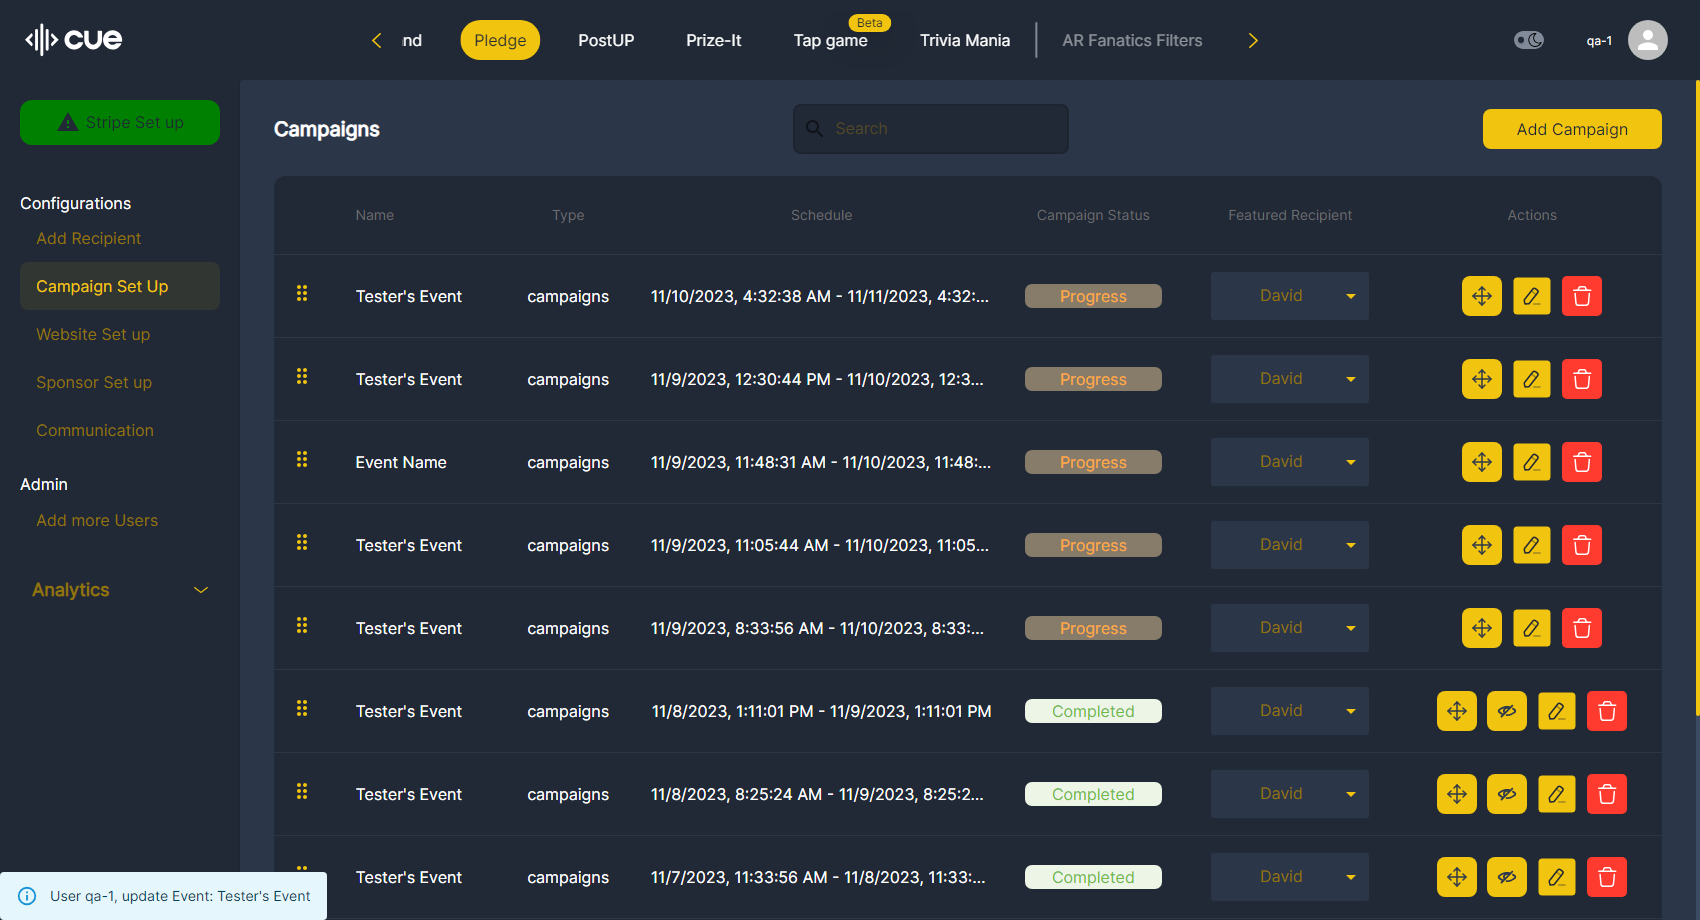 cue
nd
Pledge
PostUP
Prize-It
Tap game
Beta
Trivia Mania
AR Fanatics Filters
qa-1
Stripe Set up
Configurations
Add Recipient
Campaign Set Up
Website Set up
Sponsor Set up
Communication
Admin
Add more Users
Analytics
Campaigns
Search
Add Campaign
Name Type Schedule Campaign Status Featured Recipient Actions
Tester's Event campaigns 11/10/2023, 4:32:38 AM - 11/11/2023, 4:32:... Progress David
Tester's Event campaigns 11/9/2023, 12:30:44 PM - 11/10/2023, 12:3... Progress David
Event Name campaigns 11/9/2023, 11:48:31 AM - 11/10/2023, 11:48:... Progress David
Tester's Event campaigns 11/9/2023, 11:05:44 AM - 11/10/2023, 11:05... Progress David
Tester's Event campaigns 11/9/2023, 8:33:56 AM - 11/10/2023, 8:33:... Progress David
Tester's Event campaigns 11/8/2023, 1:11:01 PM - 11/9/2023, 1:11:01 PM Completed David
Tester's Event campaigns 11/8/2023, 8:25:24 AM - 11/9/2023, 8:25:2... Completed David
Tester's Event campaigns 11/7/2023, 11:33:56 AM - 11/8/2023, 11:33:... Completed David
User qa-1, update Event: Tester's Event